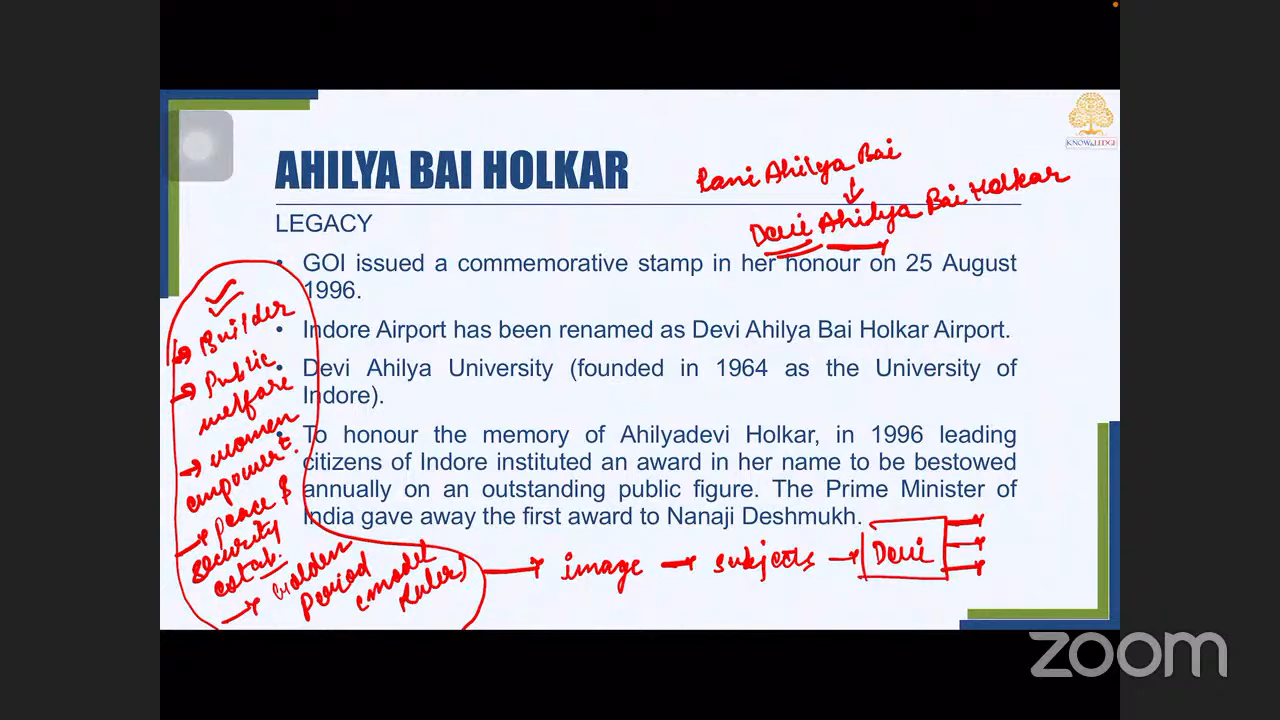 KNOWLEDGE
AHILYA BAI HOLKAR
Rani Ahilya Bai
Devi Ahilya Bai Holkar
LEGACY
• GOI issued a commemorative stamp in her honour on 25 August
1996.
• Indore Airport has been renamed as Devi Ahilya Bai Holkar Airport.
• Devi Ahilya University (founded in 1964 as the University of
Indore).
• To honour the memory of Ahilyadevi Holkar, in 1996 leading
citizens of Indore instituted an award in her name to be bestowed
annually on an outstanding public figure. The Prime Minister of
India gave away the first award to Nanaji Deshmukh.
→ Builder
→ Public
welfare
→ women
empowerᵗ.
→ Peace &
security
estab.
→ Golden
Period
(model
Ruler)
→ image → subjects → Devi
zoom